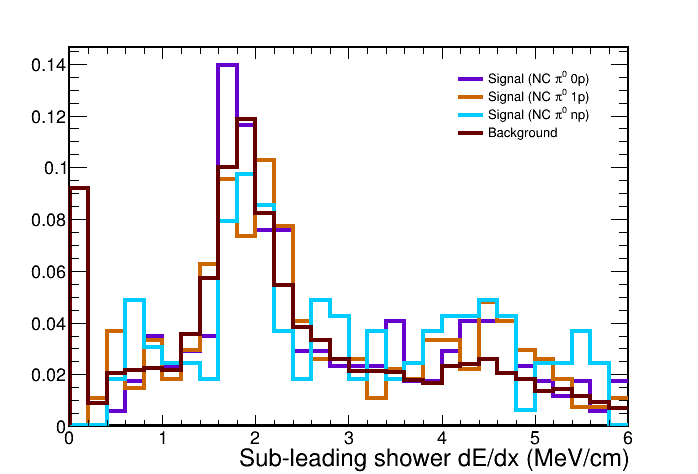 0.14
0.12
0.1
0.08
0.06
0.04
0.02
0
Signal (NC π⁰ 0p)
Signal (NC π⁰ 1p)
Signal (NC π⁰ np)
Background
0 1 2 3 4 5 6
Sub-leading shower dE/dx (MeV/cm)